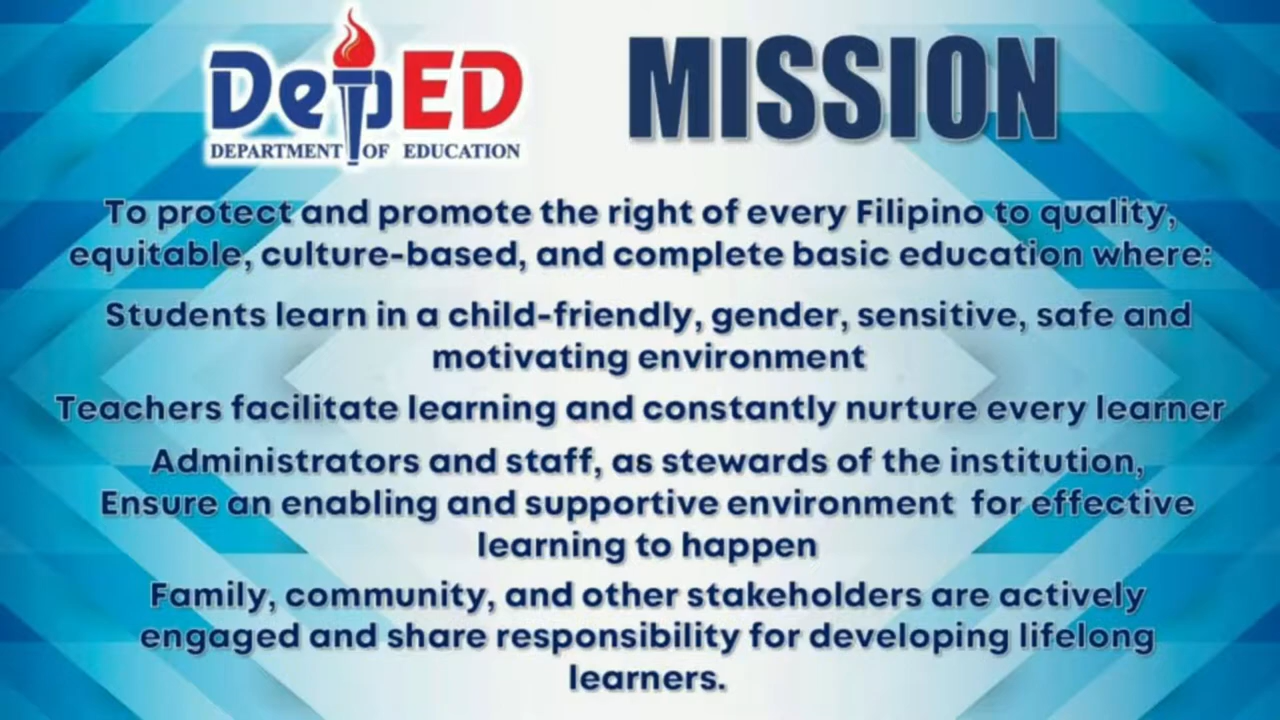 DepED
DEPARTMENT OF EDUCATION
MISSION
To protect and promote the right of every Filipino to quality,
equitable, culture-based, and complete basic education where:
Students learn in a child-friendly, gender, sensitive, safe and
motivating environment
Teachers facilitate learning and constantly nurture every learner
Administrators and staff, as stewards of the institution,
Ensure an enabling and supportive environment for effective
learning to happen
Family, community, and other stakeholders are actively
engaged and share responsibility for developing lifelong
learners.